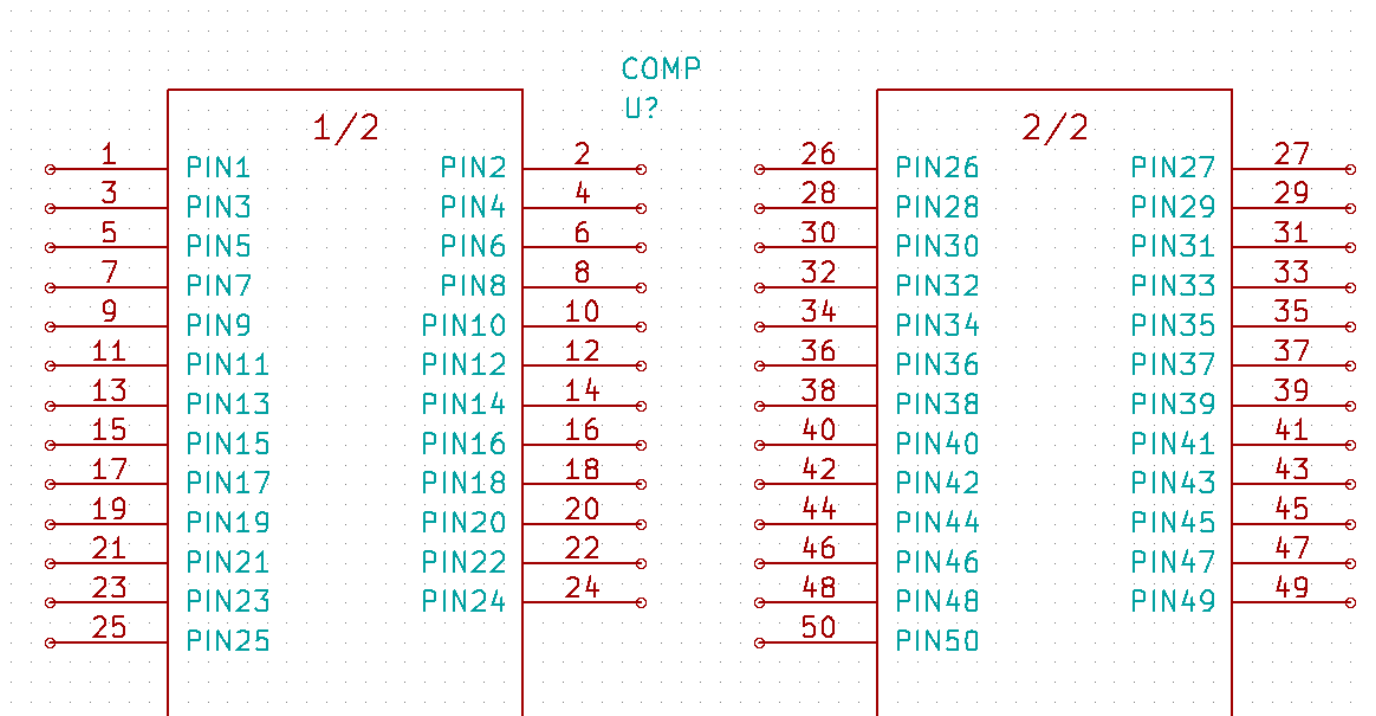 COMP
U?
1/2
1 PIN1 PIN2 2
3 PIN3 PIN4 4
5 PIN5 PIN6 6
7 PIN7 PIN8 8
9 PIN9 PIN10 10
11 PIN11 PIN12 12
13 PIN13 PIN14 14
15 PIN15 PIN16 16
17 PIN17 PIN18 18
19 PIN19 PIN20 20
21 PIN21 PIN22 22
23 PIN23 PIN24 24
25 PIN25
2/2
26 PIN26 PIN27 27
28 PIN28 PIN29 29
30 PIN30 PIN31 31
32 PIN32 PIN33 33
34 PIN34 PIN35 35
36 PIN36 PIN37 37
38 PIN38 PIN39 39
40 PIN40 PIN41 41
42 PIN42 PIN43 43
44 PIN44 PIN45 45
46 PIN46 PIN47 47
48 PIN48 PIN49 49
50 PIN50